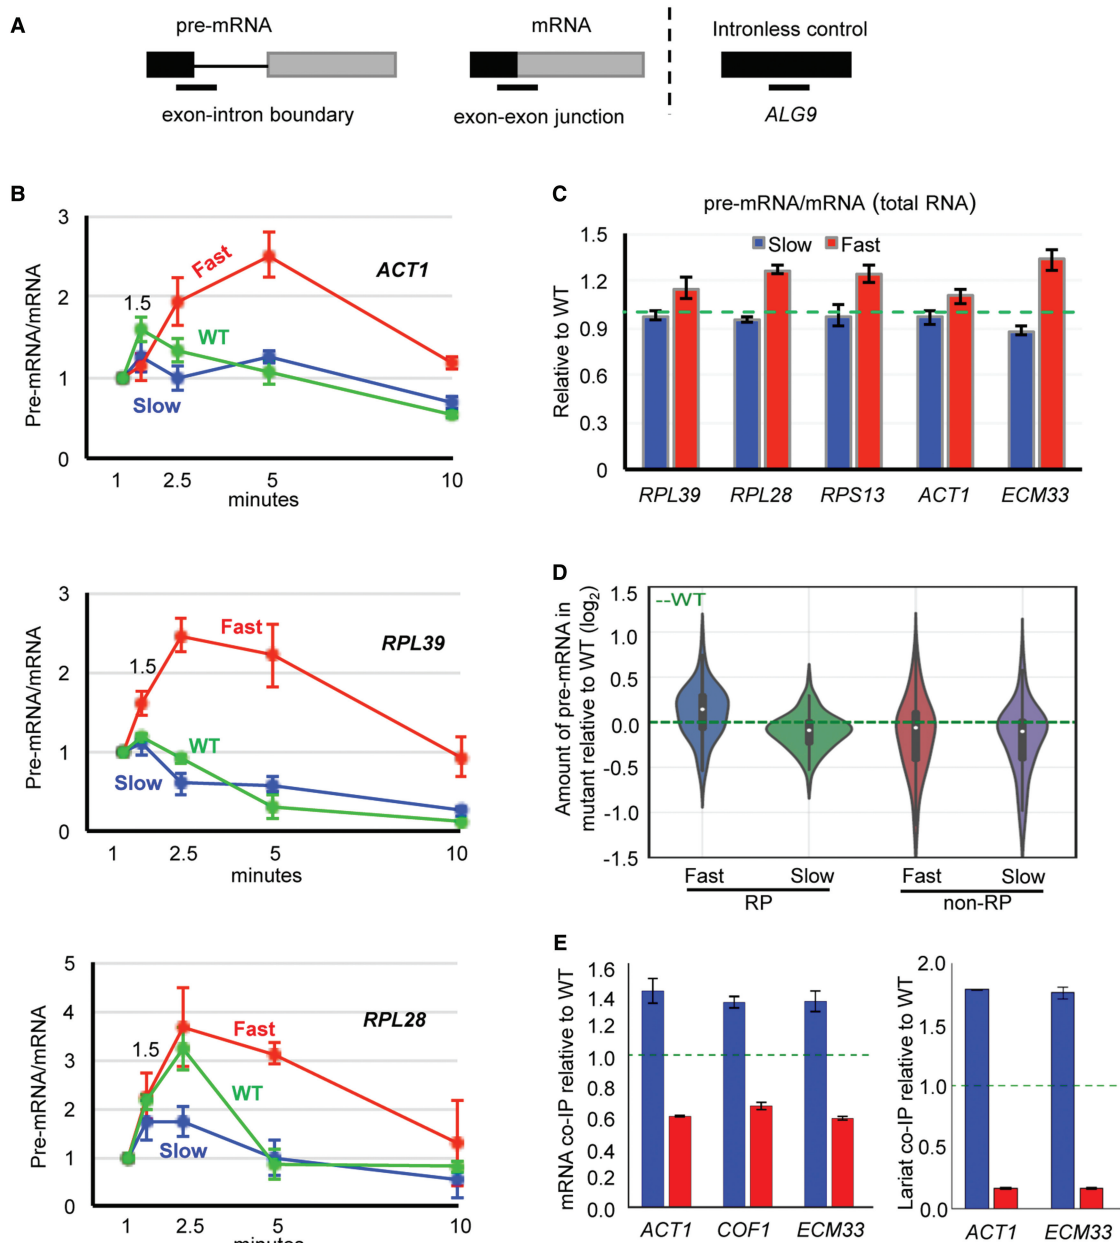 A
pre-mRNA
mRNA
Intronless control
exon-intron boundary
exon-exon junction
ALG9
B
Pre-mRNA/mRNA
3
2
1
0
1.5
Fast
WT
Slow
ACT1
1 2.5 5 10
minutes
Pre-mRNA/mRNA
3
2
1
0
1.5
Fast
WT
Slow
RPL39
1 2.5 5 10
minutes
Pre-mRNA/mRNA
5
4
3
2
1
0
1.5
Fast
WT
Slow
RPL28
1 2.5 5 10
minutes
C
pre-mRNA/mRNA (total RNA)
Slow Fast
Relative to WT
1.5
1.2
0.9
0.6
0.3
0
RPL39 RPL28 RPS13 ACT1 ECM33
D
Amount of pre-mRNA in
mutant relative to WT (log2)
--WT
1.5
1.0
0.5
0.0
-0.5
-1.0
-1.5
Fast Slow Fast Slow
RP non-RP
E
mRNA co-IP relative to WT
1.6
1.4
1.2
1.0
0.8
0.6
0.4
0.2
0.0
ACT1 COF1 ECM33
Lariat co-IP relative to WT
2.0
1.5
1.0
0.5
0.0
ACT1 ECM33